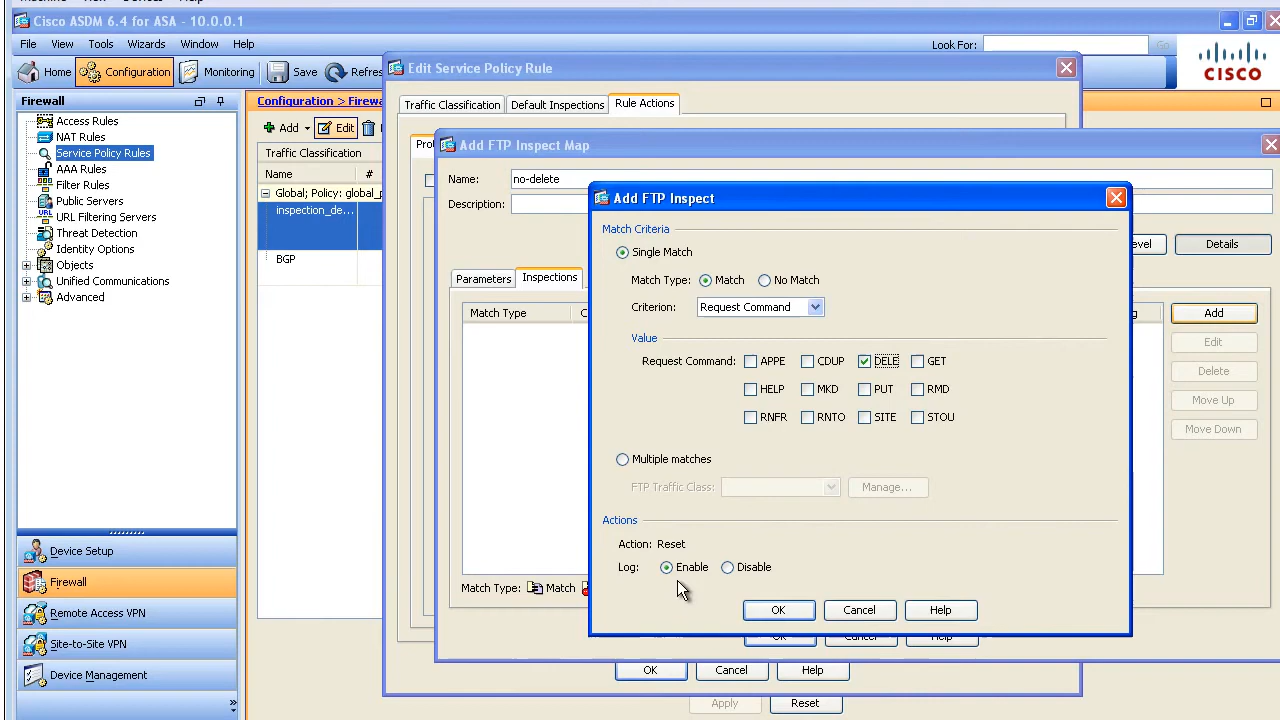 Cisco ASDM 6.4 for ASA - 10.0.0.1
File View Tools Wizards Window Help
Look For: Go
Home Configuration Monitoring Save Refres
CISCO
Firewall
Access Rules
NAT Rules
Service Policy Rules
AAA Rules
Filter Rules
Public Servers
URL Filtering Servers
Threat Detection
Identity Options
Objects
Unified Communications
Advanced
Device Setup
Firewall
Remote Access VPN
Site-to-Site VPN
Device Management
Configuration > Firewa
Add Edit
Traffic Classification
Name #
Global; Policy: global_p
inspection_de...
BGP
Edit Service Policy Rule
Traffic Classification Default Inspections Rule Actions
Add FTP Inspect Map
Name: no-delete
Description:
Details
Parameters Inspections
Match Type
Add
Edit
Delete
Move Up
Move Down
Match Type: Match
Add FTP Inspect
Match Criteria
Single Match
Match Type: Match No Match
Criterion: Request Command
Value
Request Command: APPE CDUP DELE GET
HELP MKD PUT RMD
RNFR RNTO SITE STOU
Multiple matches
FTP Traffic Class: Manage...
Actions
Action: Reset
Log: Enable Disable
OK Cancel Help
OK Cancel Help
OK Cancel Help
Apply Reset